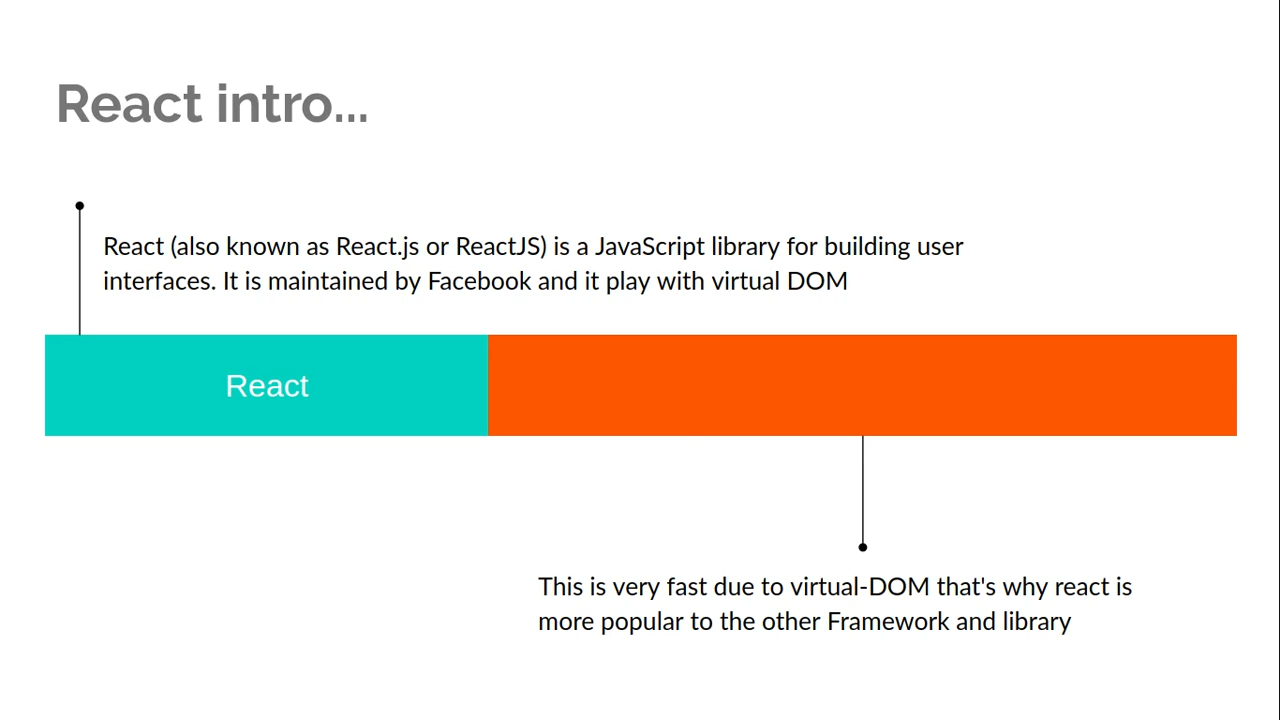 React intro...
React (also known as React.js or ReactJS) is a JavaScript library for building user
interfaces. It is maintained by Facebook and it play with virtual DOM
React
This is very fast due to virtual-DOM that's why react is
more popular to the other Framework and library